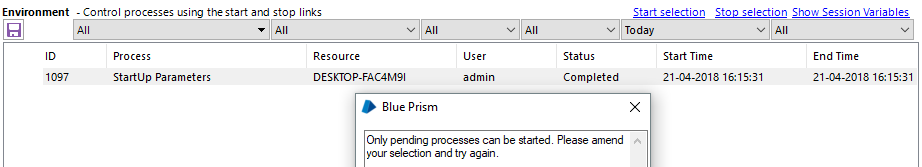 Environment - Control processes using the start and stop links Start selection Stop selection Show Session Variables
All All All All Today All
ID Process Resource User Status Start Time End Time
1097 StartUp Parameters DESKTOP-FAC4M9I admin Completed 21-04-2018 16:15:31 21-04-2018 16:15:31
Blue Prism
Only pending processes can be started. Please amend
your selection and try again.